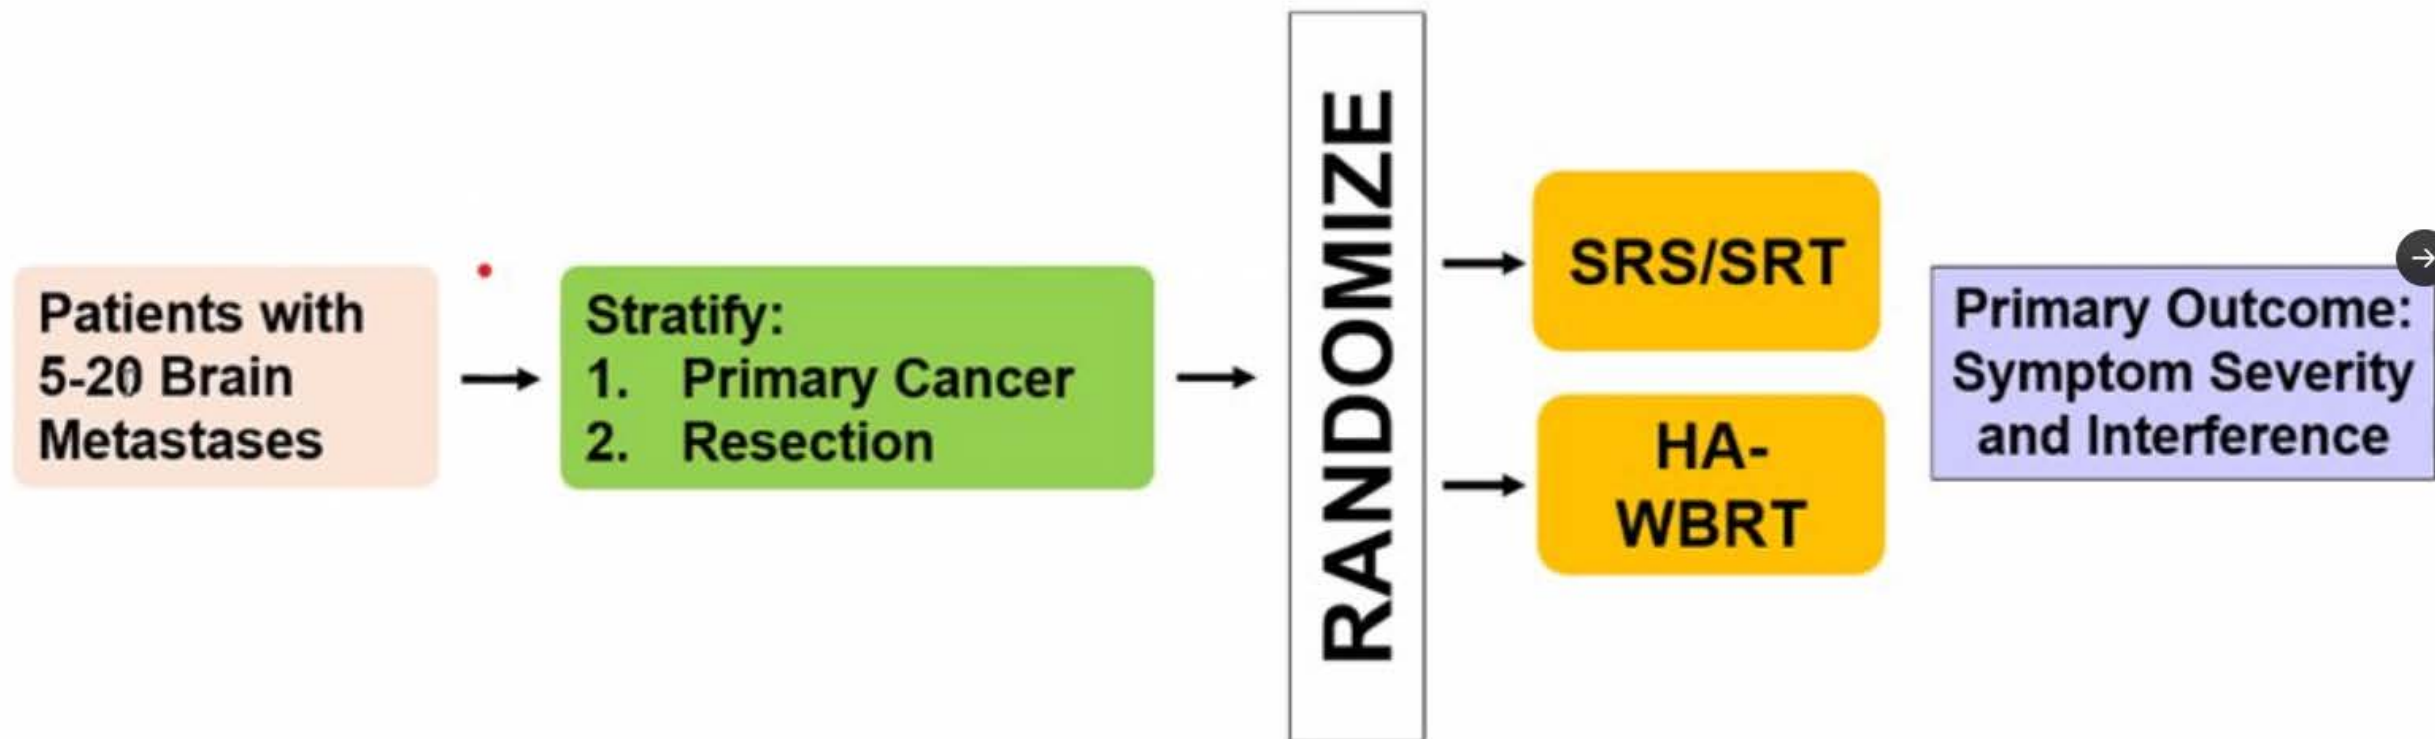 Patients with
5-20 Brain
Metastases
Stratify:
1. Primary Cancer
2. Resection
RANDOMIZE
SRS/SRT
HA-
WBRT
Primary Outcome:
Symptom Severity
and Interference